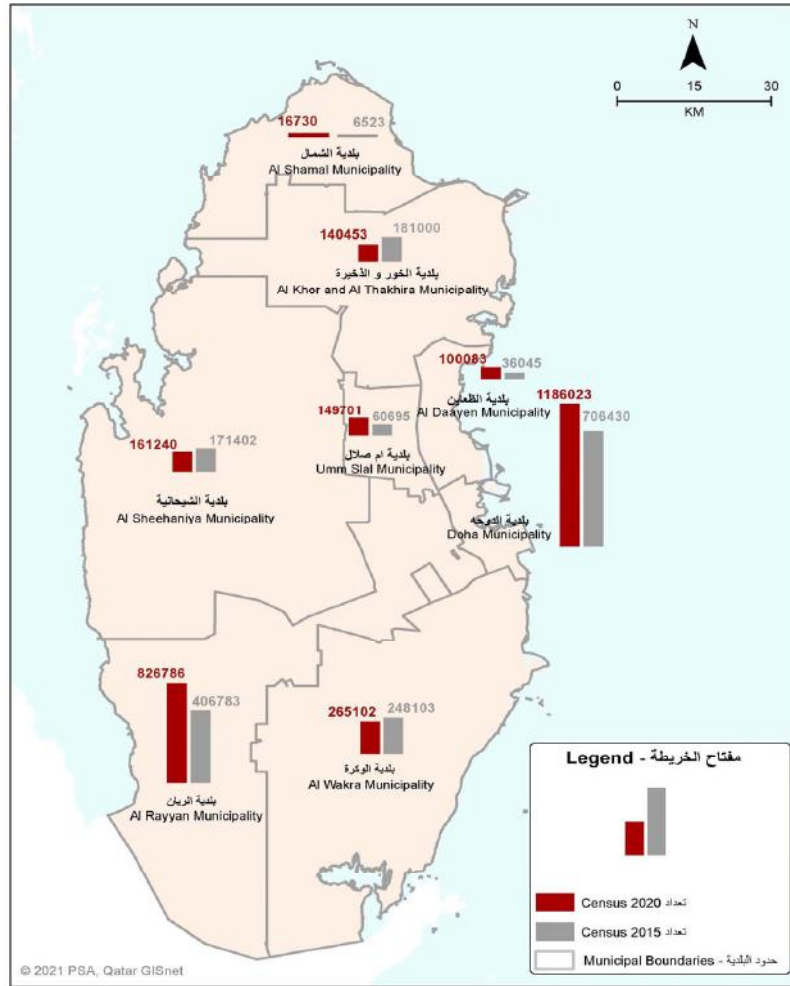 N
0 15 30
KM
16730 6523
بلدية الشمال
Al Shamal Municipality
140453 181000
بلدية الخور و الذخيرة
Al Khor and Al Thakhira Municipality
100083 36045
بلدية الظعاين
Al Daayen Municipality
1186023 706430
149701 60695
بلدية ام صلال
Umm Slal Municipality
161240 171402
بلدية الشيحانية
Al Sheehaniya Municipality
بلدية الدوحه
Doha Municipality
826786 406783
بلدية الريان
Al Rayyan Municipality
265102 248103
بلدية الوكرة
Al Wakra Municipality
Legend - مفتاح الخريطة
Census 2020 تعداد
Census 2015 تعداد
Municipal Boundaries - حدود البلدية
© 2021 PSA, Qatar GISnet